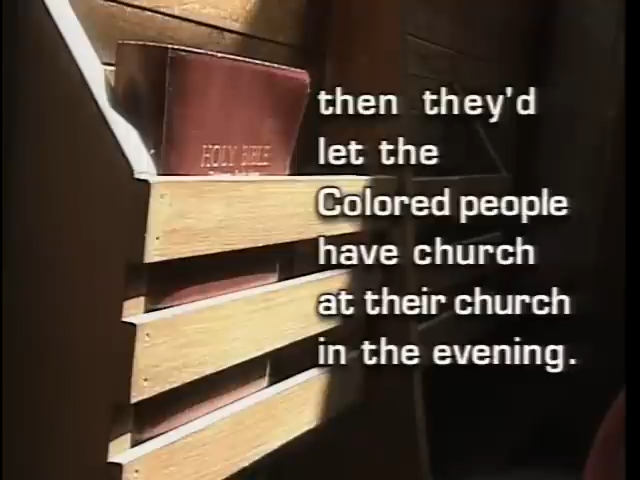 HOLY BIBLE
then they'd
let the
Colored people
have church
at their church
in the evening.